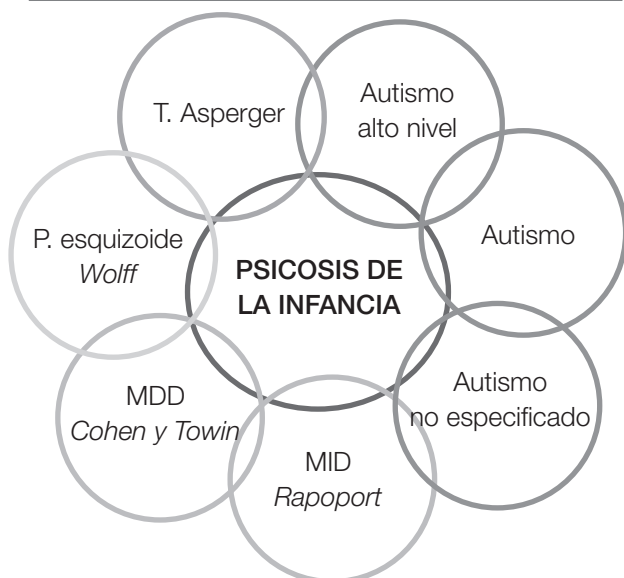 T. Asperger
Autismo
alto nivel
P. esquizoide
Wolff
PSICOSIS DE
LA INFANCIA
Autismo
MDD
Cohen y Towin
MID
Rapoport
Autismo
no especificado